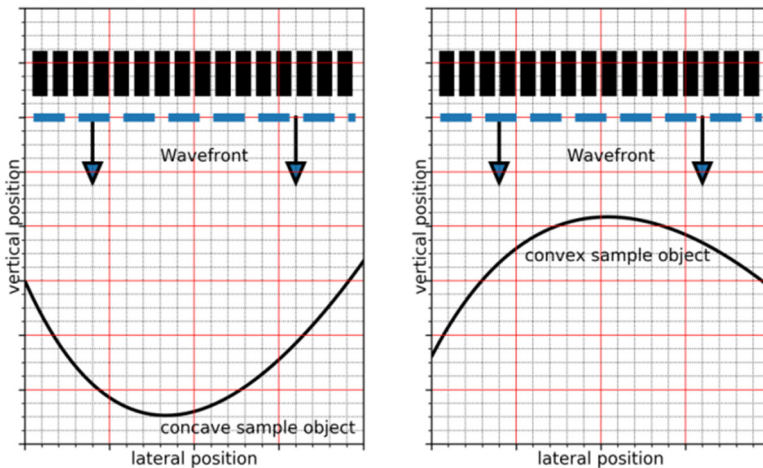 Wavefront
vertical position
concave sample object
lateral position
Wavefront
vertical position
convex sample object
lateral position